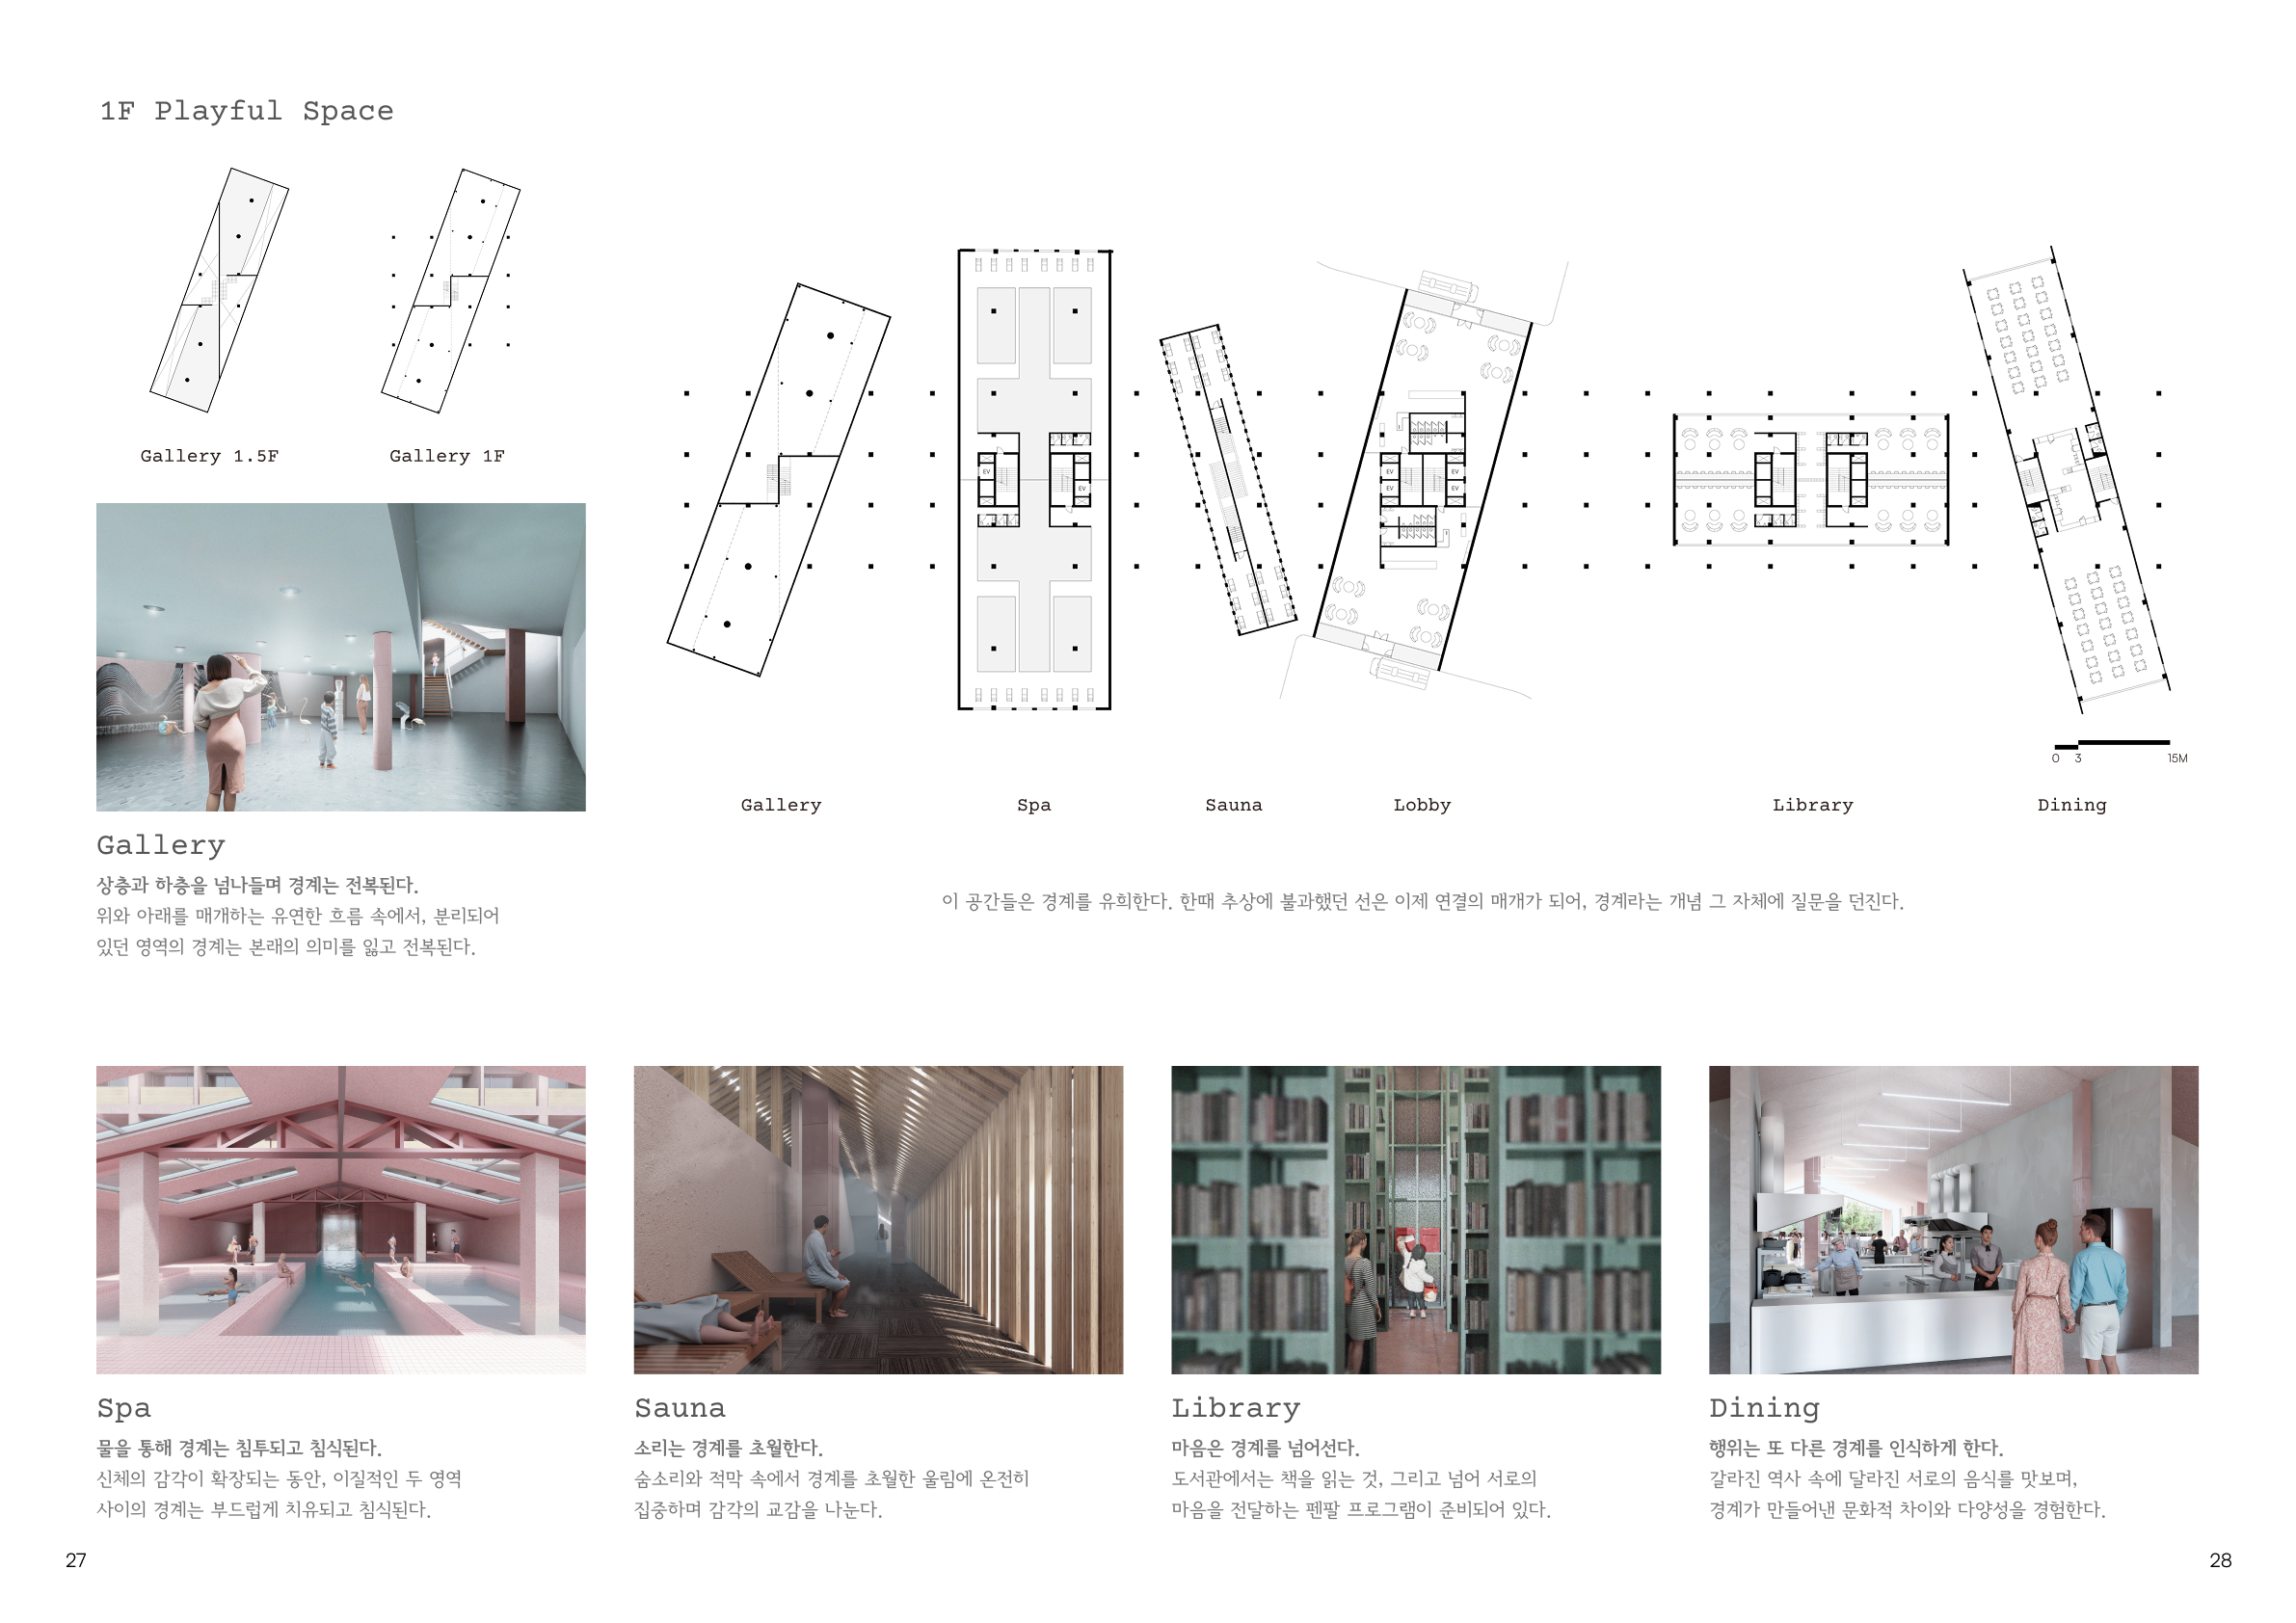 1F Playful Space
Gallery 1.5F
Gallery 1F
EV
EV
EV
EV
EV
EV
0 3 15M
Gallery
Spa
Sauna
Lobby
Library
Dining
Gallery
상층과 하층을 넘나들며 경계는 전복된다.
위와 아래를 매개하는 유연한 흐름 속에서, 분리되어
있던 영역의 경계는 본래의 의미를 잃고 전복된다.
이 공간들은 경계를 유희한다. 한때 추상에 불과했던 선은 이제 연결의 매개가 되어, 경계라는 개념 그 자체에 질문을 던진다.
Spa
물을 통해 경계는 침투되고 침식된다.
신체의 감각이 확장되는 동안, 이질적인 두 영역
사이의 경계는 부드럽게 치유되고 침식된다.
Sauna
소리는 경계를 초월한다.
숨소리와 적막 속에서 경계를 초월한 울림에 온전히
집중하며 감각의 교감을 나눈다.
Library
마음은 경계를 넘어선다.
도서관에서는 책을 읽는 것, 그리고 넘어 서로의
마음을 전달하는 펜팔 프로그램이 준비되어 있다.
Dining
행위는 또 다른 경계를 인식하게 한다.
갈라진 역사 속에 달라진 서로의 음식를 맛보며,
경계가 만들어낸 문화적 차이와 다양성을 경험한다.
27
28